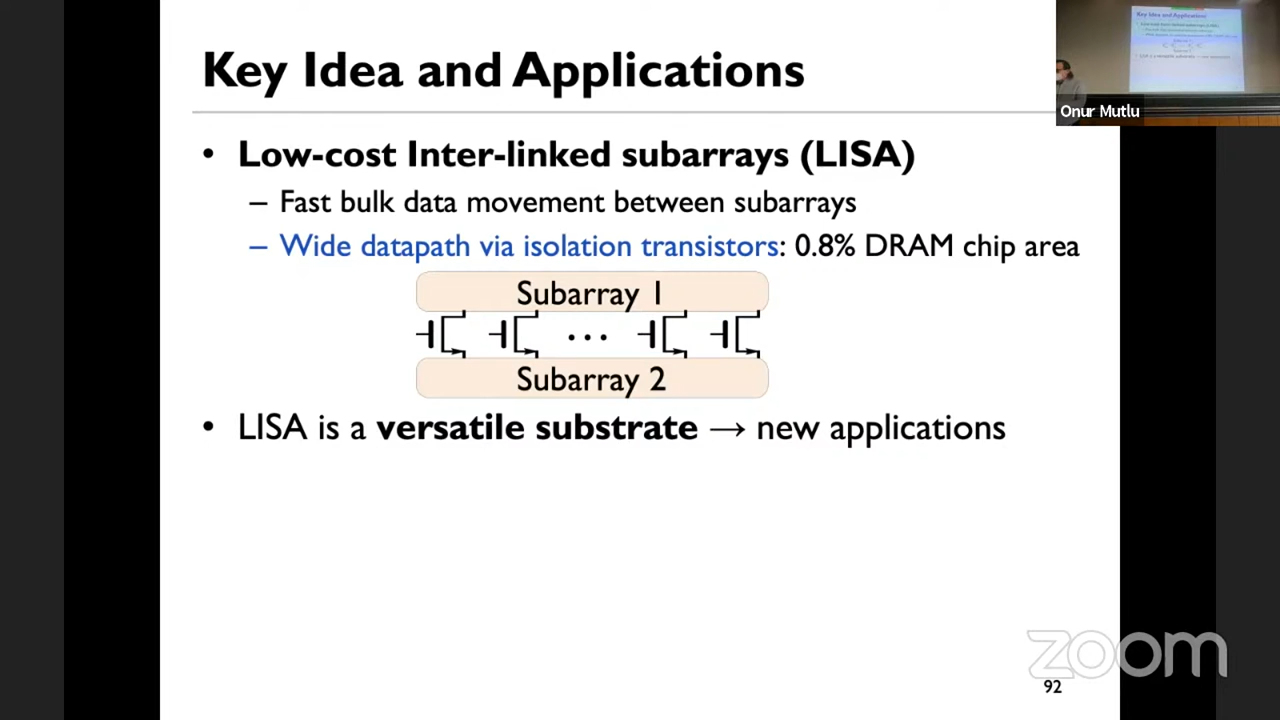 Key Idea and Applications
Onur Mutlu
• Low-cost Inter-linked subarrays (LISA)
– Fast bulk data movement between subarrays
– Wide datapath via isolation transistors: 0.8% DRAM chip area
Subarray 1
...
Subarray 2
• LISA is a versatile substrate → new applications
zoom
92